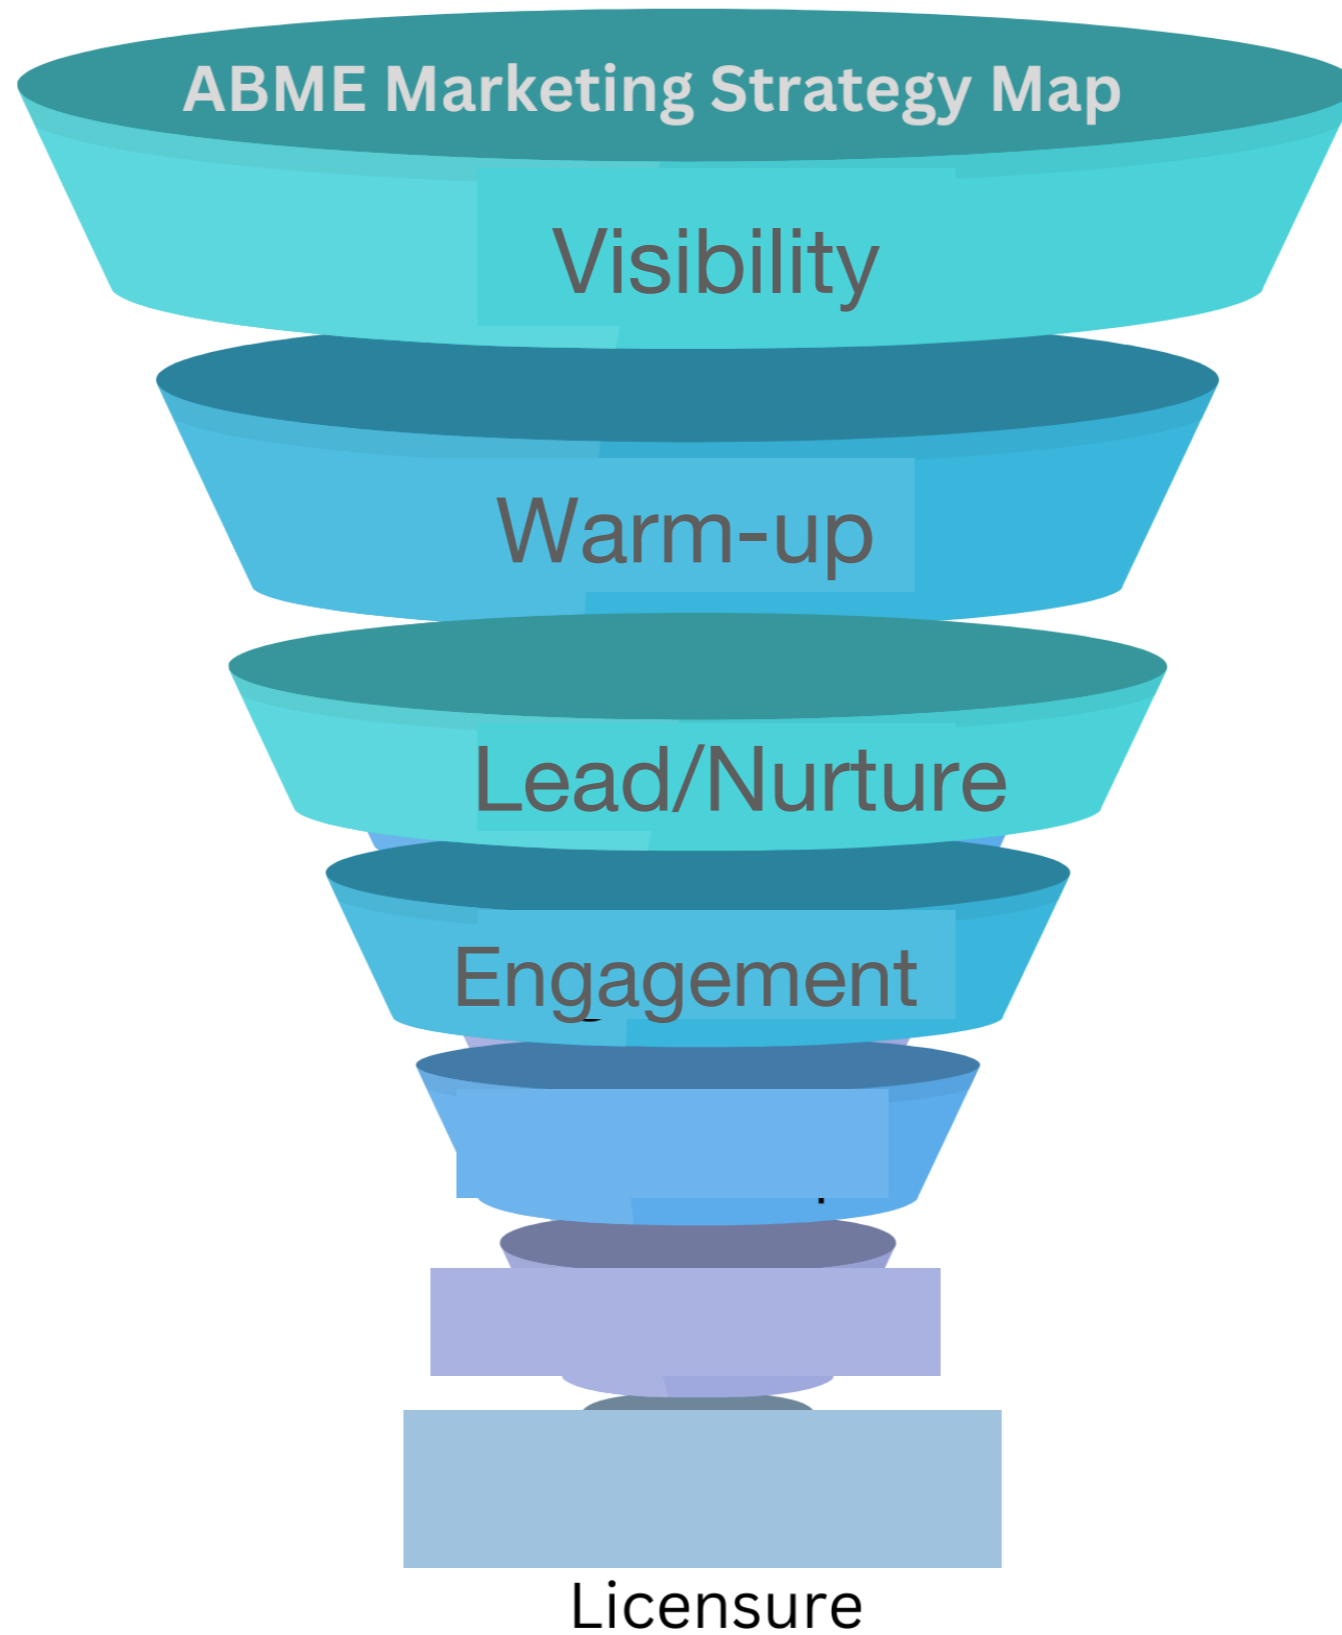 ABME Marketing Strategy Map
Visibility
Warm-up
Lead/Nurture
Engagement
Licensure